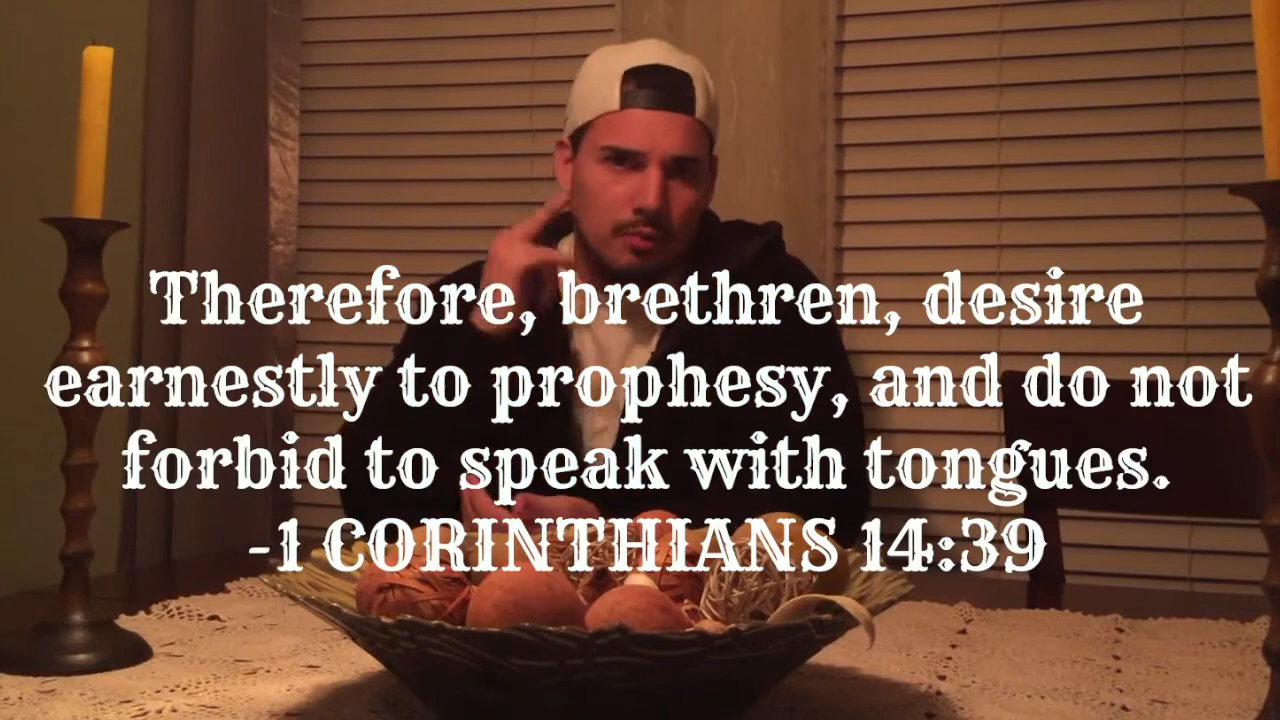 Therefore, brethren, desire
earnestly to prophesy, and do not
forbid to speak with tongues.
-1 CORINTHIANS 14:39